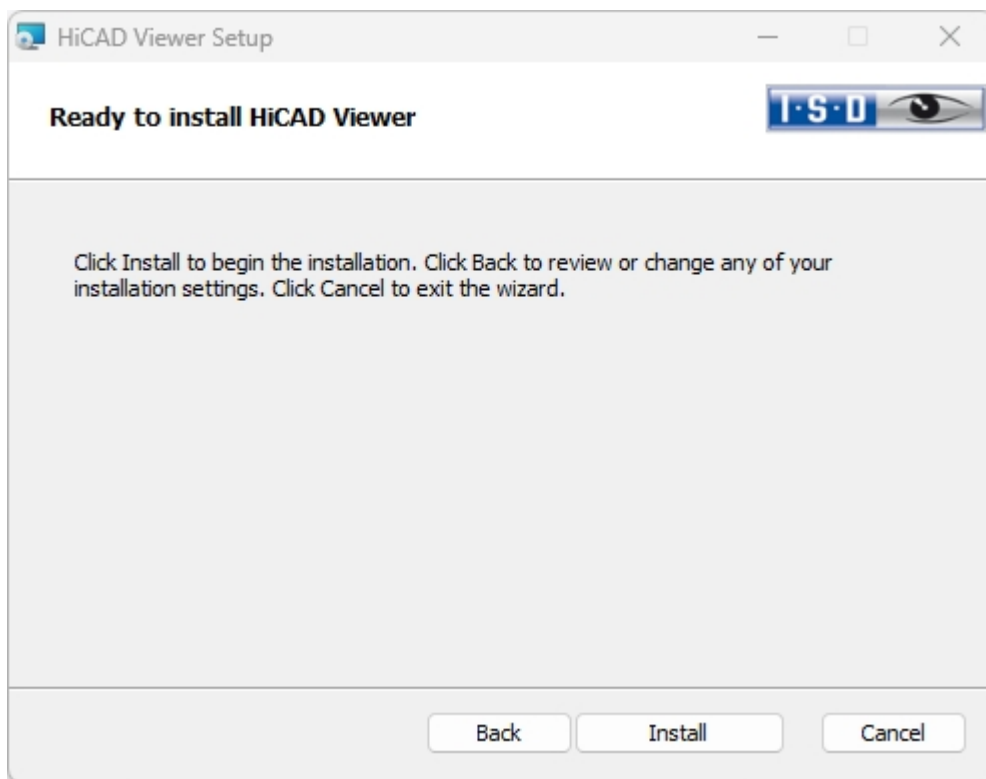 HiCAD Viewer Setup
Ready to install HiCAD Viewer
I·S·D
Click Install to begin the installation. Click Back to review or change any of your
installation settings. Click Cancel to exit the wizard.
Back
Install
Cancel